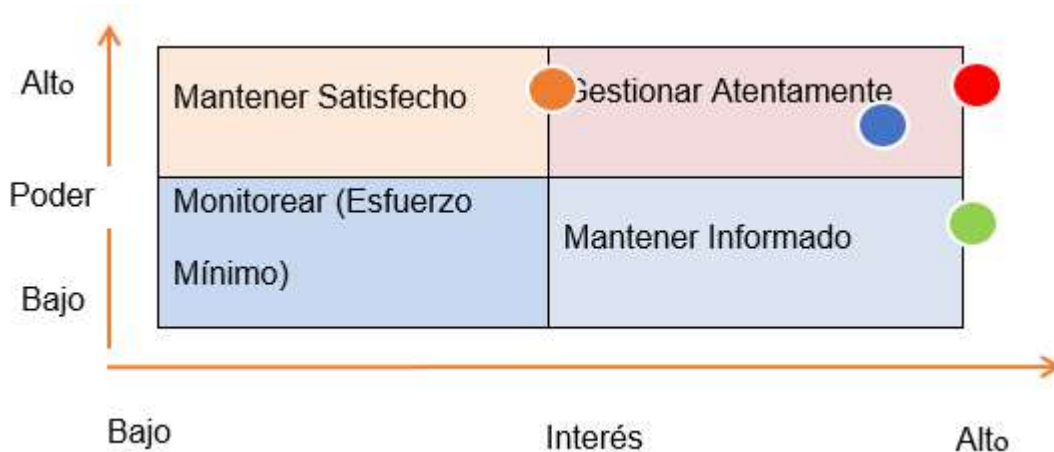 Alto
Mantener Satisfecho
Gestionar Atentamente
Poder
Monitorear (Esfuerzo
Mínimo)
Mantener Informado
Bajo
Bajo
Interés
Alto